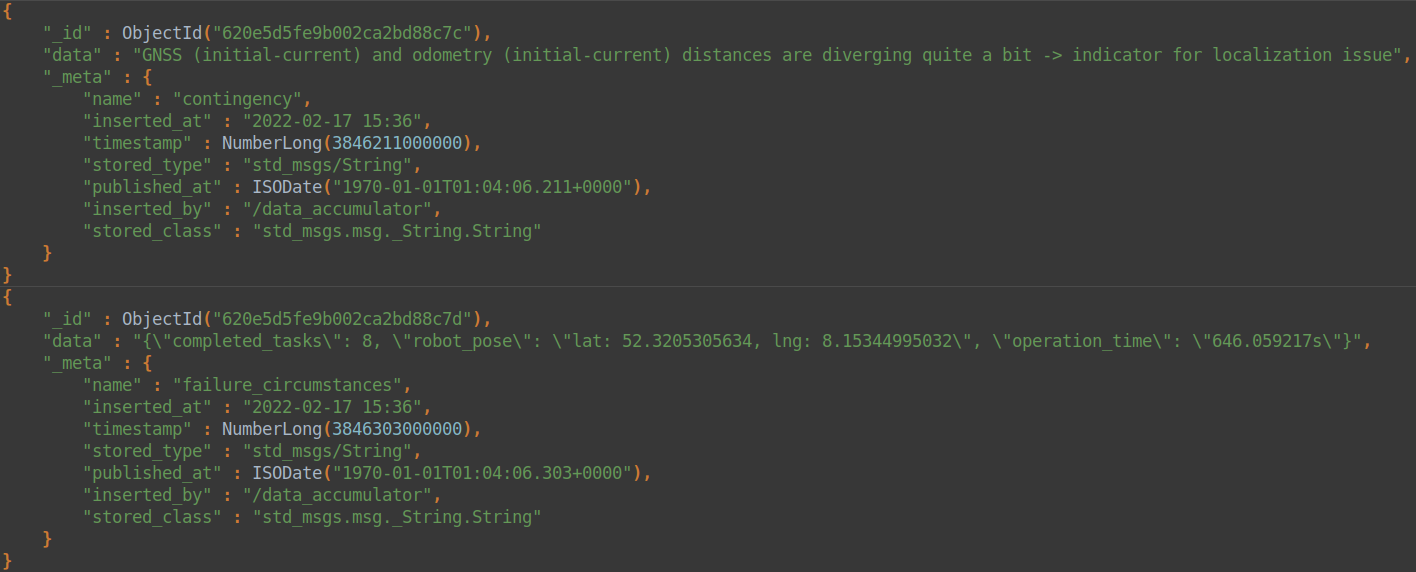 {
    "_id" : ObjectId("620e5d5fe9b002ca2bd88c7c"),
    "data" : "GNSS (initial-current) and odometry (initial-current) distances are diverging quite a bit -> indicator for localization issue",
    "_meta" : {
        "name" : "contingency",
        "inserted_at" : "2022-02-17 15:36",
        "timestamp" : NumberLong(3846211000000),
        "stored_type" : "std_msgs/String",
        "published_at" : ISODate("1970-01-01T01:04:06.211+0000"),
        "inserted_by" : "/data_accumulator",
        "stored_class" : "std_msgs.msg._String.String"
    }
}
{
    "_id" : ObjectId("620e5d5fe9b002ca2bd88c7d"),
    "data" : "{\"completed_tasks\": 8, \"robot_pose\": \"lat: 52.3205305634, lng: 8.15344995032\", \"operation_time\": \"646.059217s\"}",
    "_meta" : {
        "name" : "failure_circumstances",
        "inserted_at" : "2022-02-17 15:36",
        "timestamp" : NumberLong(3846303000000),
        "stored_type" : "std_msgs/String",
        "published_at" : ISODate("1970-01-01T01:04:06.303+0000"),
        "inserted_by" : "/data_accumulator",
        "stored_class" : "std_msgs.msg._String.String"
    }
}